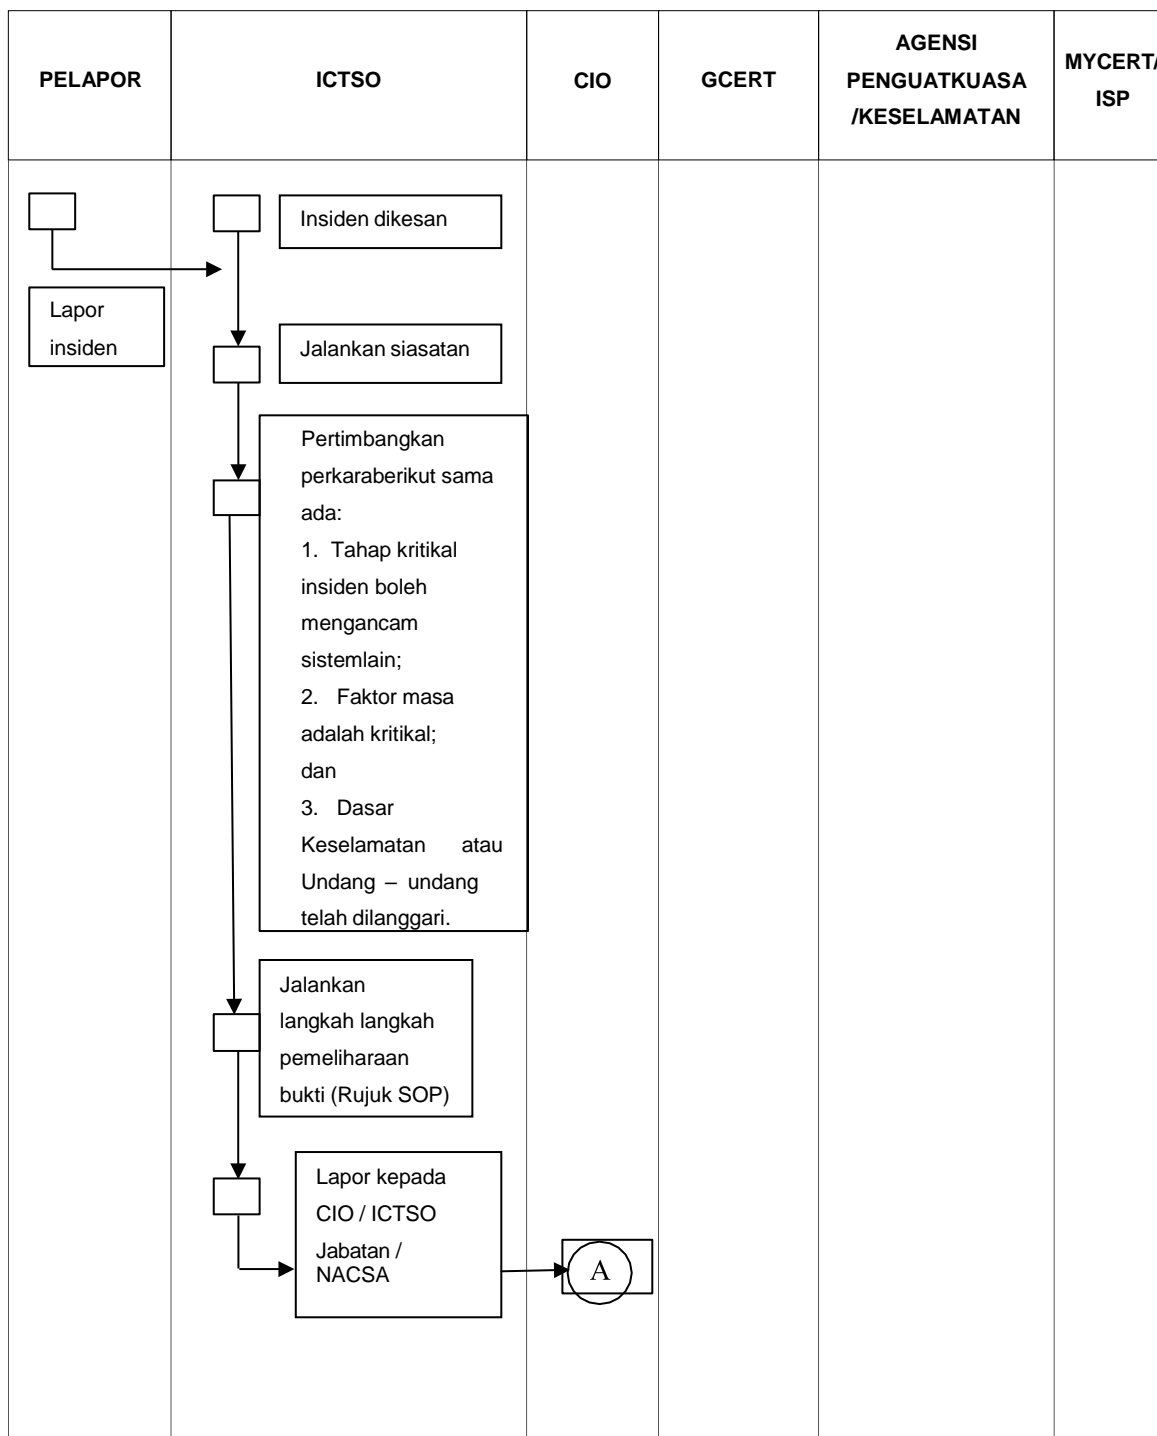 PELAPOR
ICTSO
CIO
GCERT
AGENSI
PENGUATKUASA
/KESELAMATAN
MYCERT/
ISP
Insiden dikesan
Lapor
insiden
Jalankan siasatan
Pertimbangkan
perkaraberikut sama
ada:
1. Tahap kritikal
insiden boleh
mengancam
sistemlain;
2. Faktor masa
adalah kritikal;
dan
3. Dasar
Keselamatan atau
Undang – undang
telah dilanggari.
Jalankan
langkah langkah
pemeliharaan
bukti (Rujuk SOP)
Lapor kepada
CIO / ICTSO
Jabatan /
NACSA
A